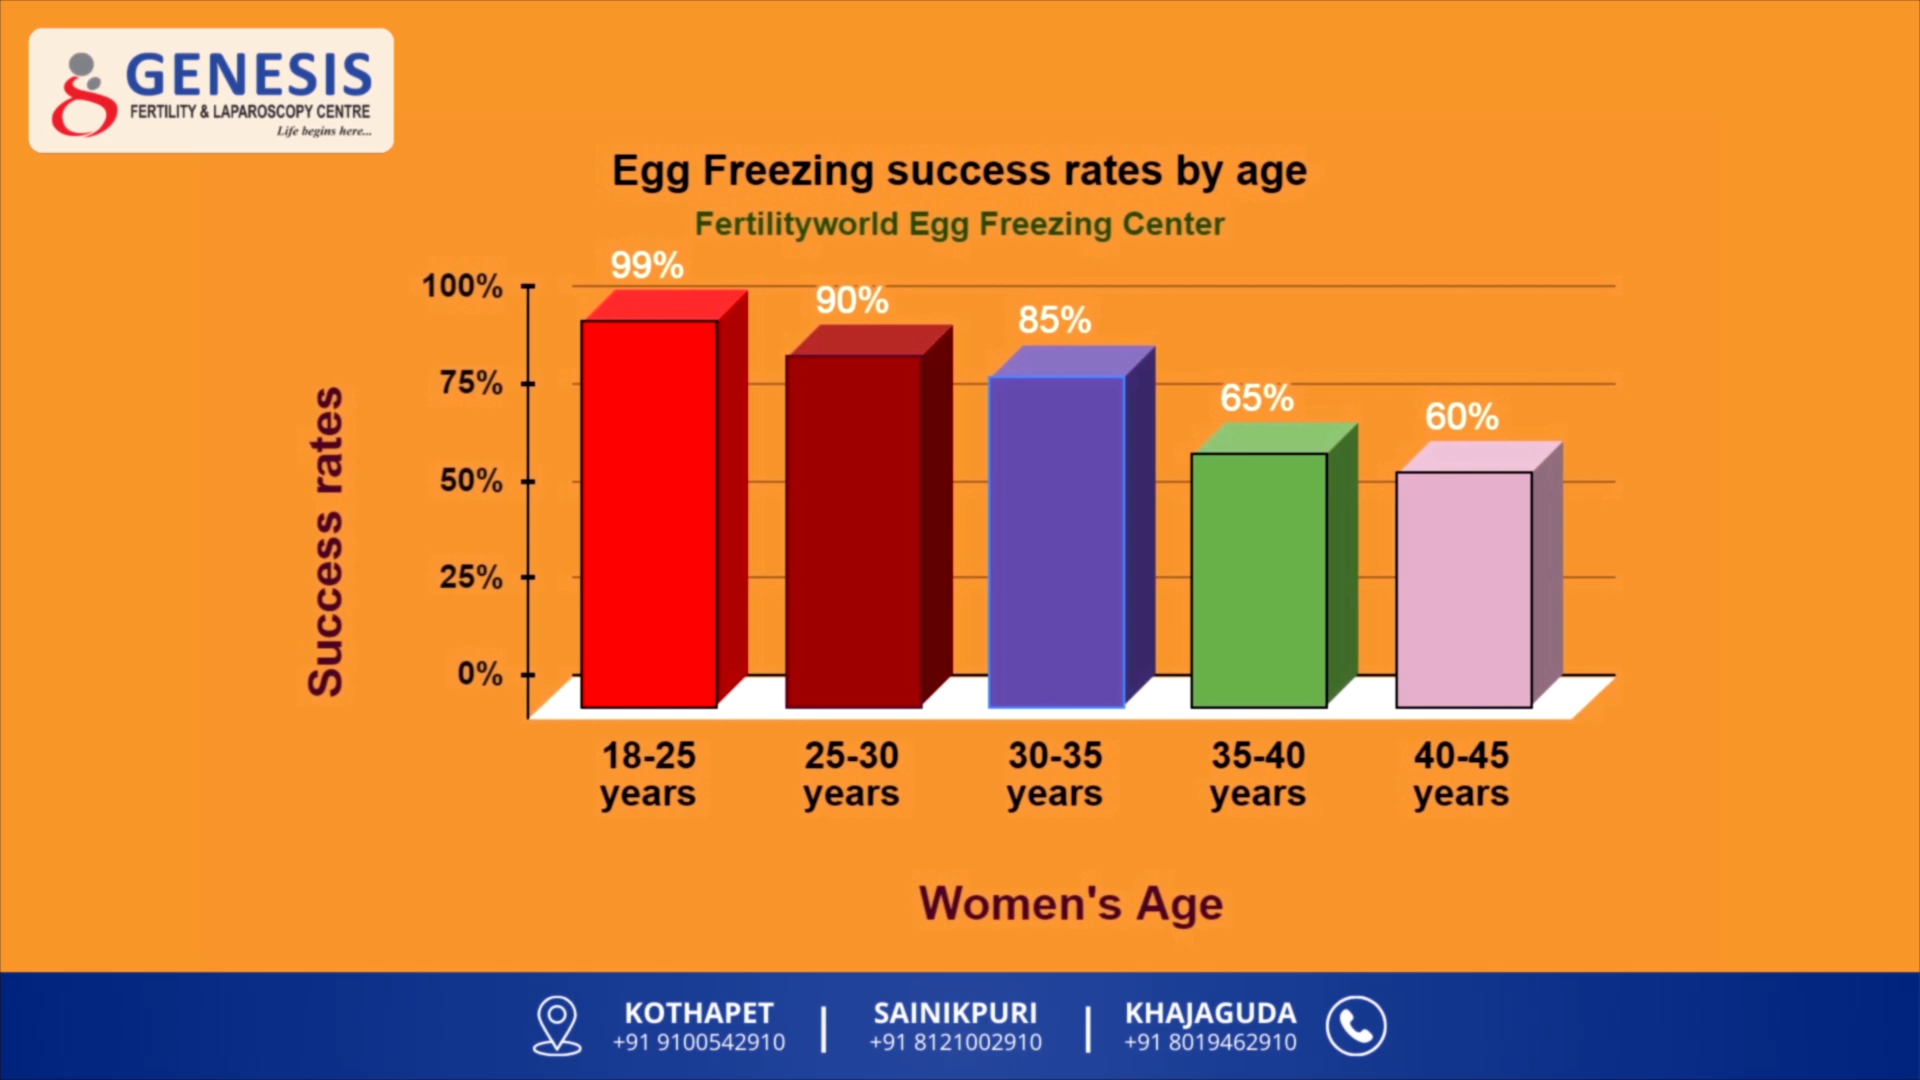 GENESIS
FERTILITY & LAPAROSCOPY CENTRE
Life begins here...
Egg Freezing success rates by age
Fertilityworld Egg Freezing Center
Success rates
100%
75%
50%
25%
0%
99%
90%
85%
65%
60%
18-25 years
25-30 years
30-35 years
35-40 years
40-45 years
Women's Age
KOTHAPET
+91 9100542910
SAINIKPURI
+91 8121002910
KHAJAGUDA
+91 8019462910